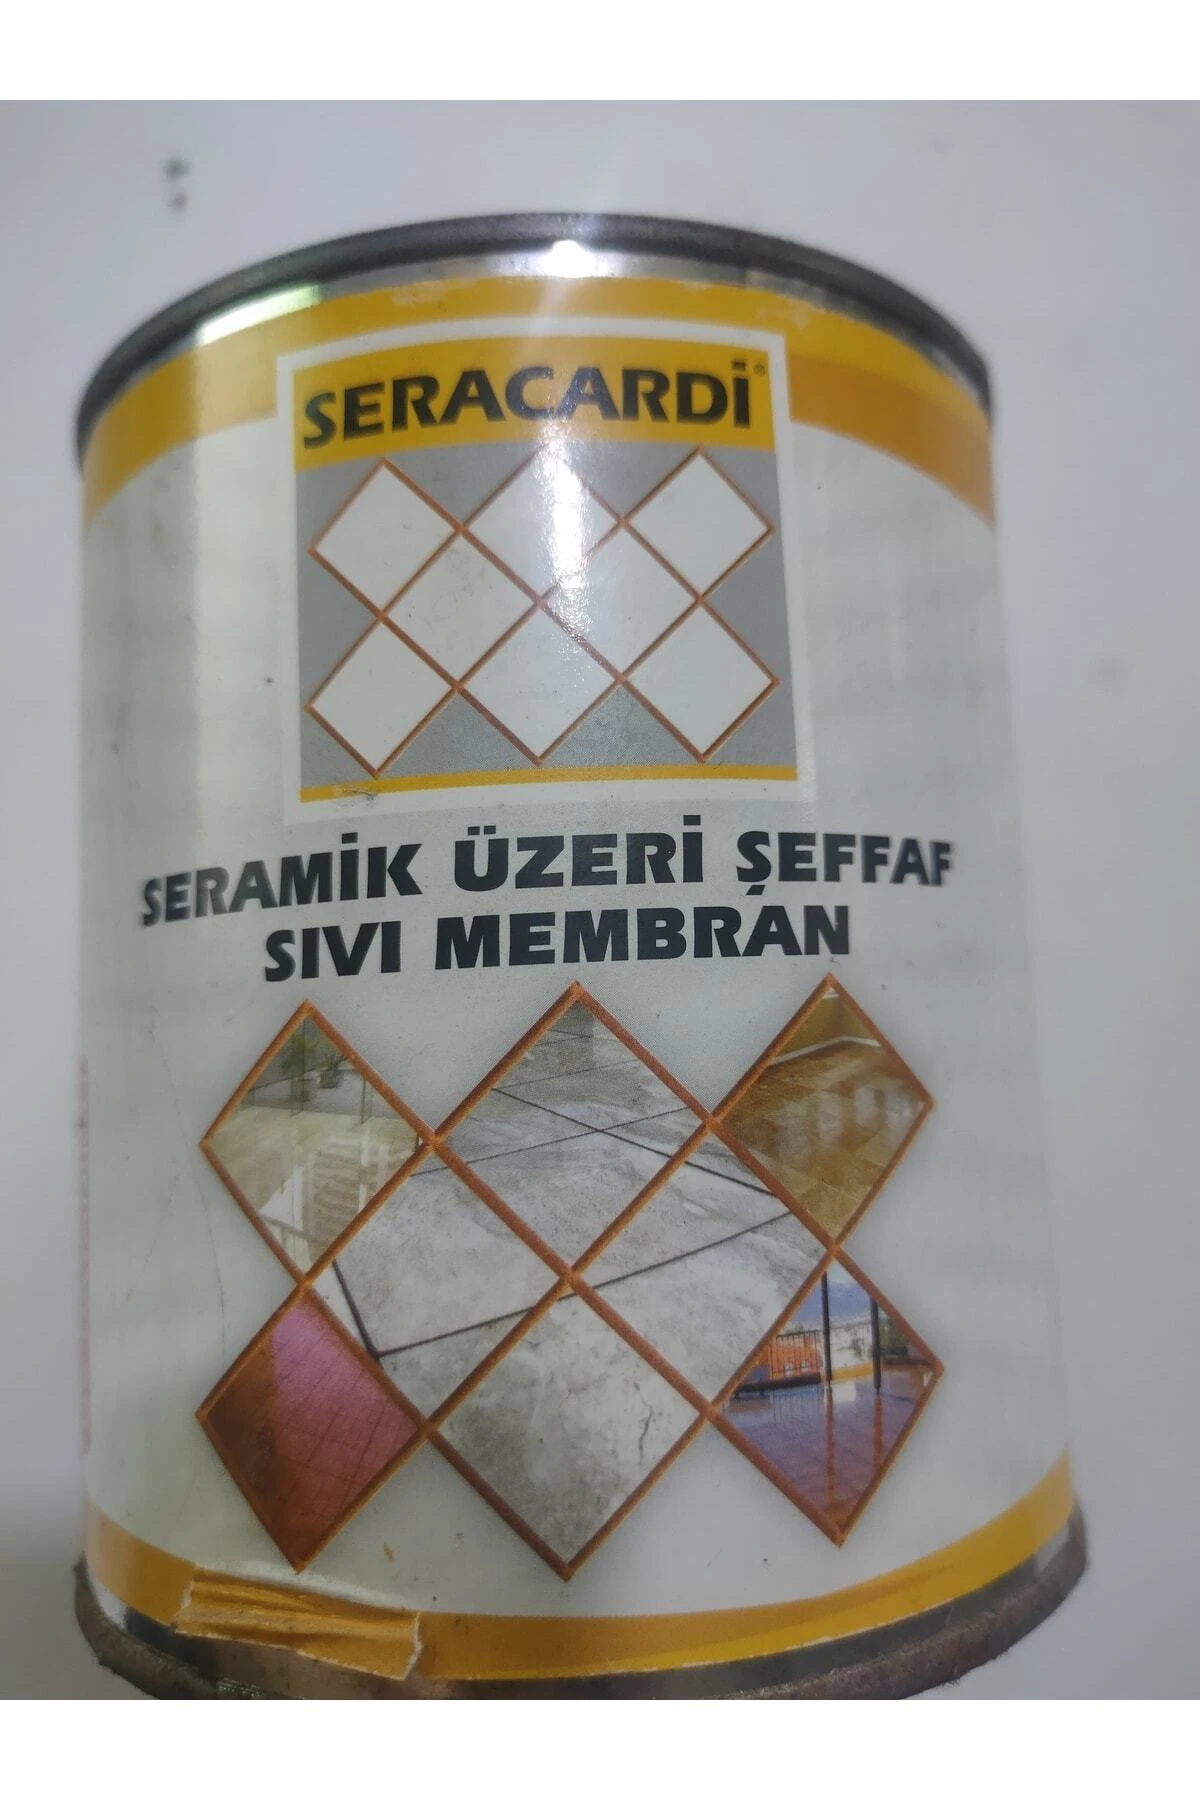 SERACARDİ®
SERAMİK ÜZERİ ŞEFFAF
SIVI MEMBRAN